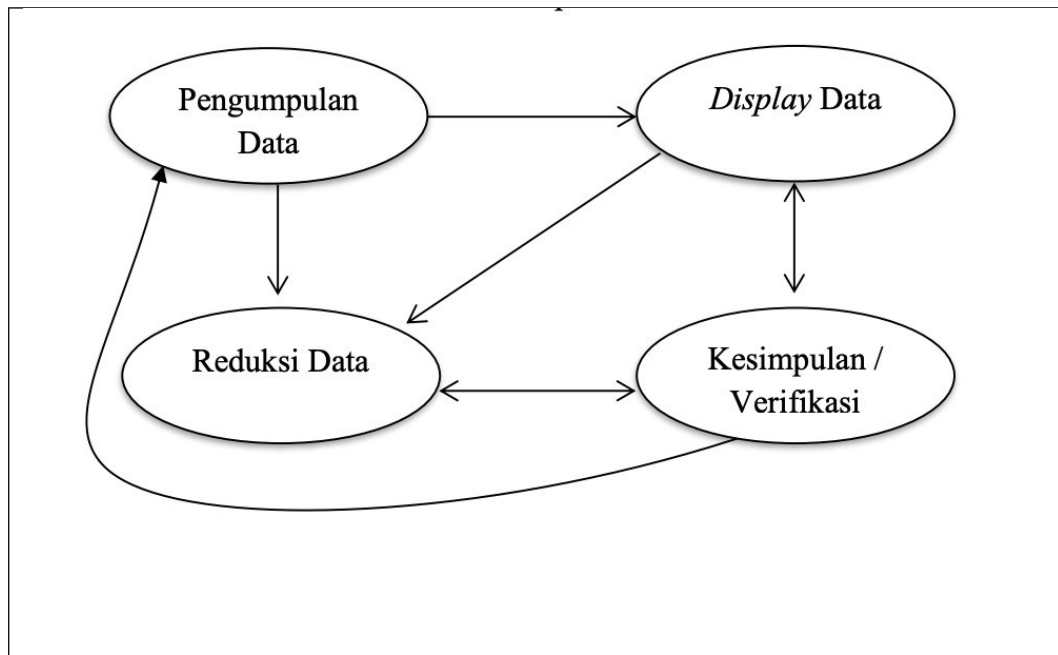 Pengumpulan
Data
Display Data
Reduksi Data
Kesimpulan /
Verifikasi